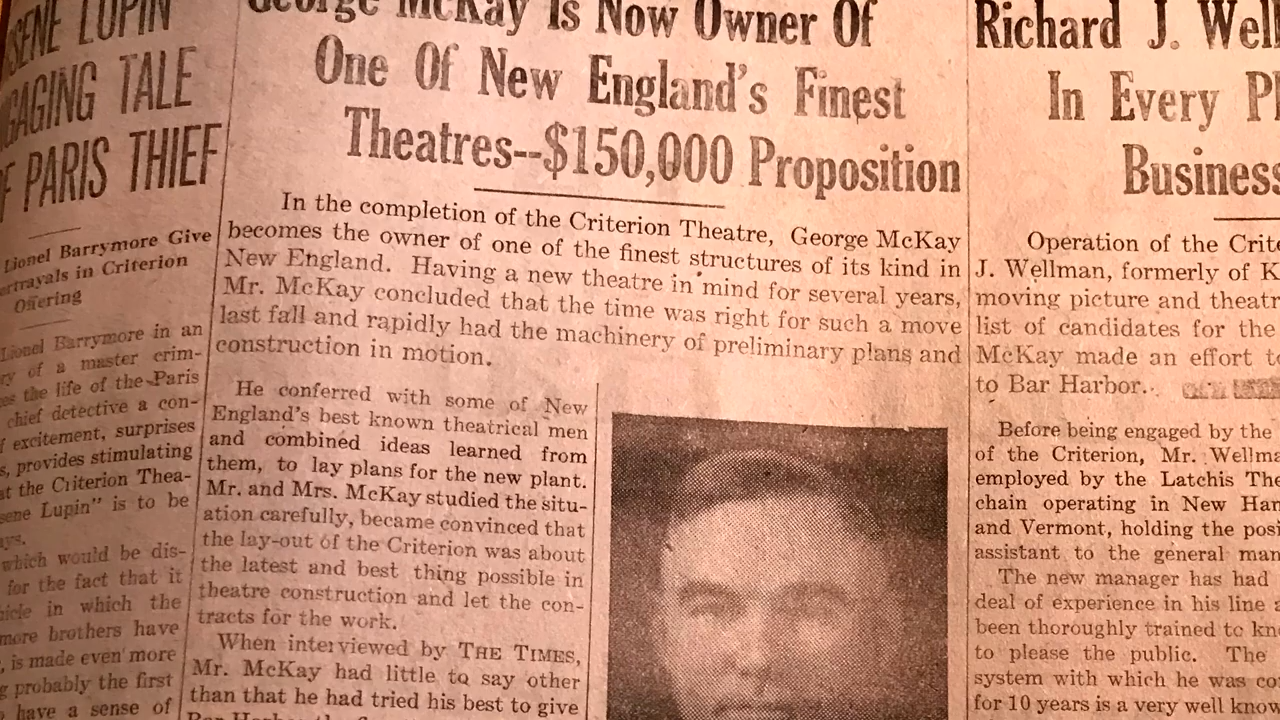 SENE LUPIN
GAGING TALE
F PARIS THIEF
Lionel Barrymore Give
rtrayals in Criterion
Offering
Lionel Barrymore in an
ry of a master crim-
es the life of the Paris
chief detective a con-
f excitement, surprises
s, provides stimulating
at the Criterion Thea-
sene Lupin" is to be
ays.
which would be dis-
for the fact that it
hicle in which the
more brothers have
, is made even more
g probably the first
have a sense of
George McKay Is Now Owner Of
One Of New England's Finest
Theatres--$150,000 Proposition
In the completion of the Criterion Theatre, George McKay
becomes the owner of one of the finest structures of its kind in
New England. Having a new theatre in mind for several years,
Mr. McKay concluded that the time was right for such a move
last fall and rapidly had the machinery of preliminary plans and
construction in motion.
He conferred with some of New
England's best known theatrical men
and combined ideas learned from
them, to lay plans for the new plant.
Mr. and Mrs. McKay studied the situ-
ation carefully, became convinced that
the lay-out of the Criterion was about
the latest and best thing possible in
theatre construction and let the con-
tracts for the work.
When interviewed by THE TIMES,
Mr. McKay had little to say other
than that he had tried his best to give
Richard J. Well
In Every P
Business
Operation of the Crite
J. Wellman, formerly of K
moving picture and theatr
list of candidates for the
McKay made an effort to
to Bar Harbor.
Before being engaged by the
of the Criterion, Mr. Wellma
employed by the Latchis The
chain operating in New Ham
and Vermont, holding the posi
assistant to the general man
The new manager has had
deal of experience in his line a
been thoroughly trained to kn
to please the public. The
system with which he was co
for 10 years is a very well know